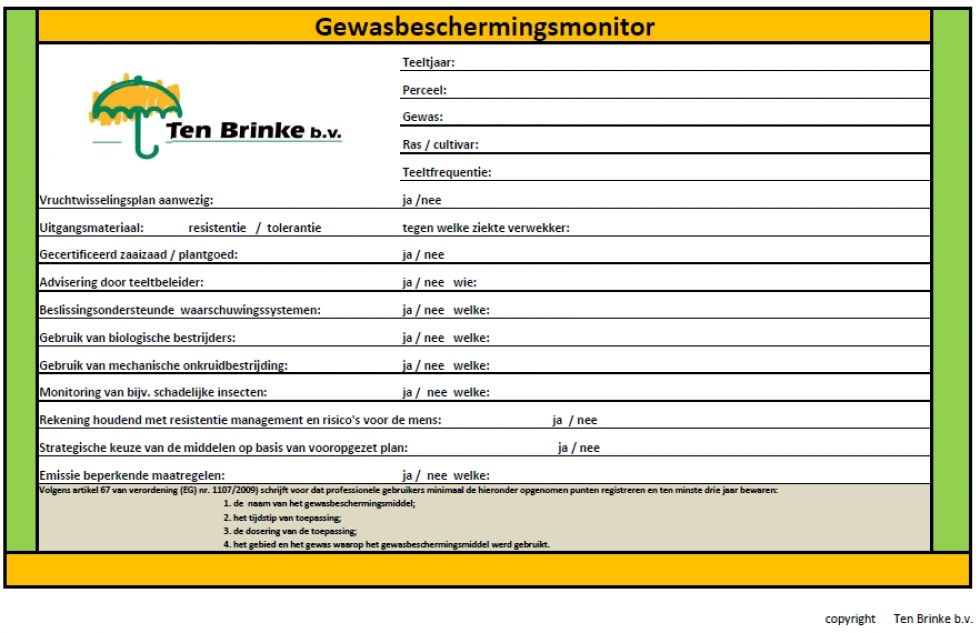 Gewasbeschermingsmonitor
Teeltjaar:
Perceel:
Ten Brinke b.v.
Gewas:
Ras / cultivar:
Teeltfrequentie:
Vruchtwisselingsplan aanwezig: ja /nee
Uitgangsmateriaal: resistentie / tolerantie tegen welke ziekte verwekker:
Gecertificeerd zaaizaad / plantgoed: ja / nee
Advisering door teeltbeleider: ja / nee wie:
Beslissingsondersteunde waarschuwingssystemen: ja / nee welke:
Gebruik van biologische bestrijders: ja / nee welke:
Gebruik van mechanische onkruidbestrijding: ja / nee welke:
Monitoring van bijv. schadelijke insecten: ja / nee welke:
Rekening houdend met resistentie management en risico's voor de mens: ja / nee
Strategische keuze van de middelen op basis van vooropgezet plan: ja / nee
Emissie beperkende maatregelen: ja / nee welke:
Volgens artikel 67 van verordening (EG) nr. 1107/2009) schrijft voor dat professionele gebruikers minimaal de hieronder opgenomen punten registreren en ten minste drie jaar bewaren:
1. de naam van het gewasbeschermingsmiddel;
2. het tijdstip van toepassing;
3. de dosering van de toepassing;
4. het gebied en het gewas waarop het gewasbeschermingsmiddel werd gebruikt.
copyright Ten Brinke b.v.